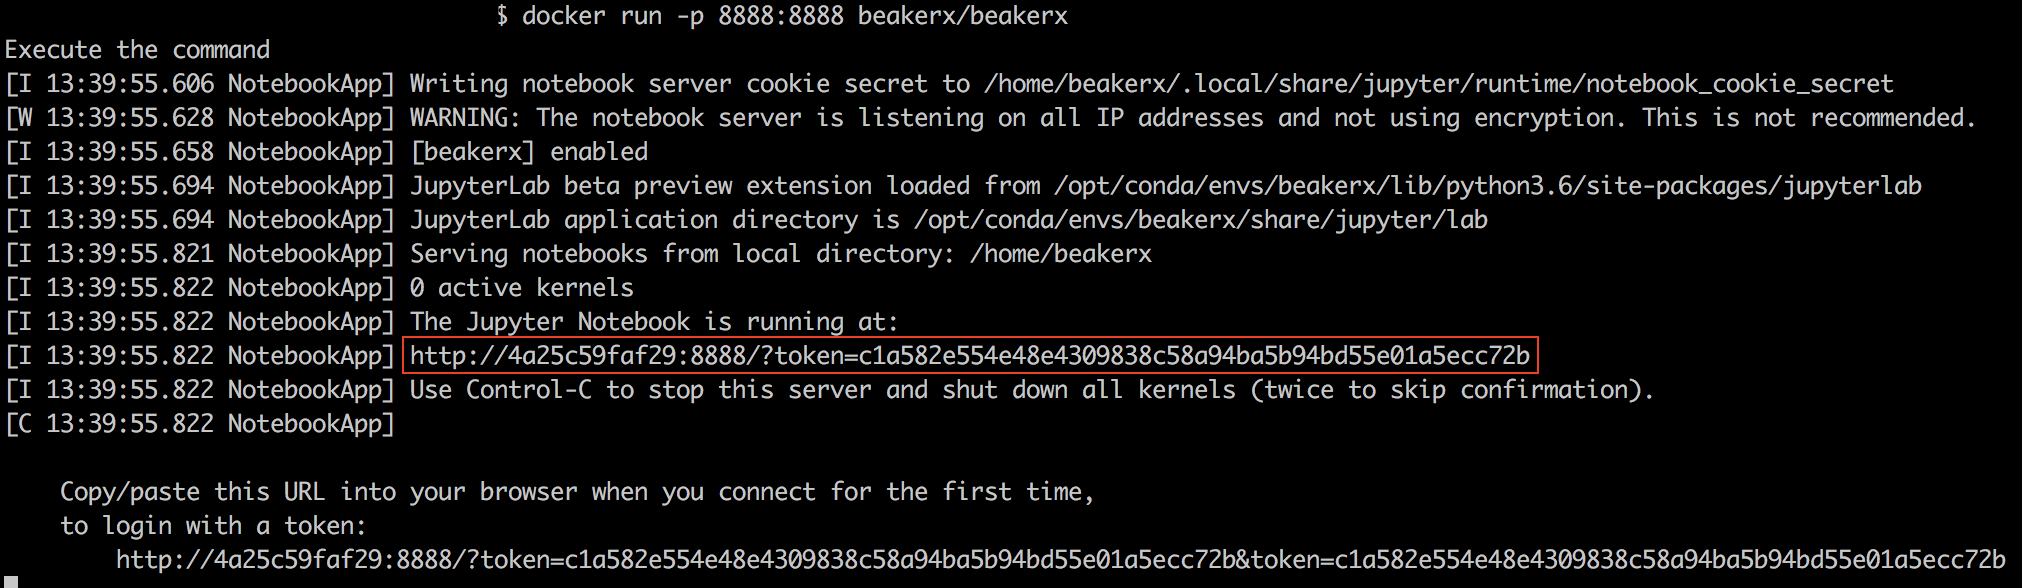 $ docker run -p 8888:8888 beakerx/beakerx
Execute the command
[I 13:39:55.606 NotebookApp] Writing notebook server cookie secret to /home/beakerx/.local/share/jupyter/runtime/notebook_cookie_secret
[W 13:39:55.628 NotebookApp] WARNING: The notebook server is listening on all IP addresses and not using encryption. This is not recommended.
[I 13:39:55.658 NotebookApp] [beakerx] enabled
[I 13:39:55.694 NotebookApp] JupyterLab beta preview extension loaded from /opt/conda/envs/beakerx/lib/python3.6/site-packages/jupyterlab
[I 13:39:55.694 NotebookApp] JupyterLab application directory is /opt/conda/envs/beakerx/share/jupyter/lab
[I 13:39:55.821 NotebookApp] Serving notebooks from local directory: /home/beakerx
[I 13:39:55.822 NotebookApp] 0 active kernels
[I 13:39:55.822 NotebookApp] The Jupyter Notebook is running at:
[I 13:39:55.822 NotebookApp] http://4a25c59faf29:8888/?token=c1a582e554e48e4309838c58a94ba5b94bd55e01a5ecc72b
[I 13:39:55.822 NotebookApp] Use Control-C to stop this server and shut down all kernels (twice to skip confirmation).
[C 13:39:55.822 NotebookApp]
Copy/paste this URL into your browser when you connect for the first time,
to login with a token:
http://4a25c59faf29:8888/?token=c1a582e554e48e4309838c58a94ba5b94bd55e01a5ecc72b&token=c1a582e554e48e4309838c58a94ba5b94bd55e01a5ecc72b